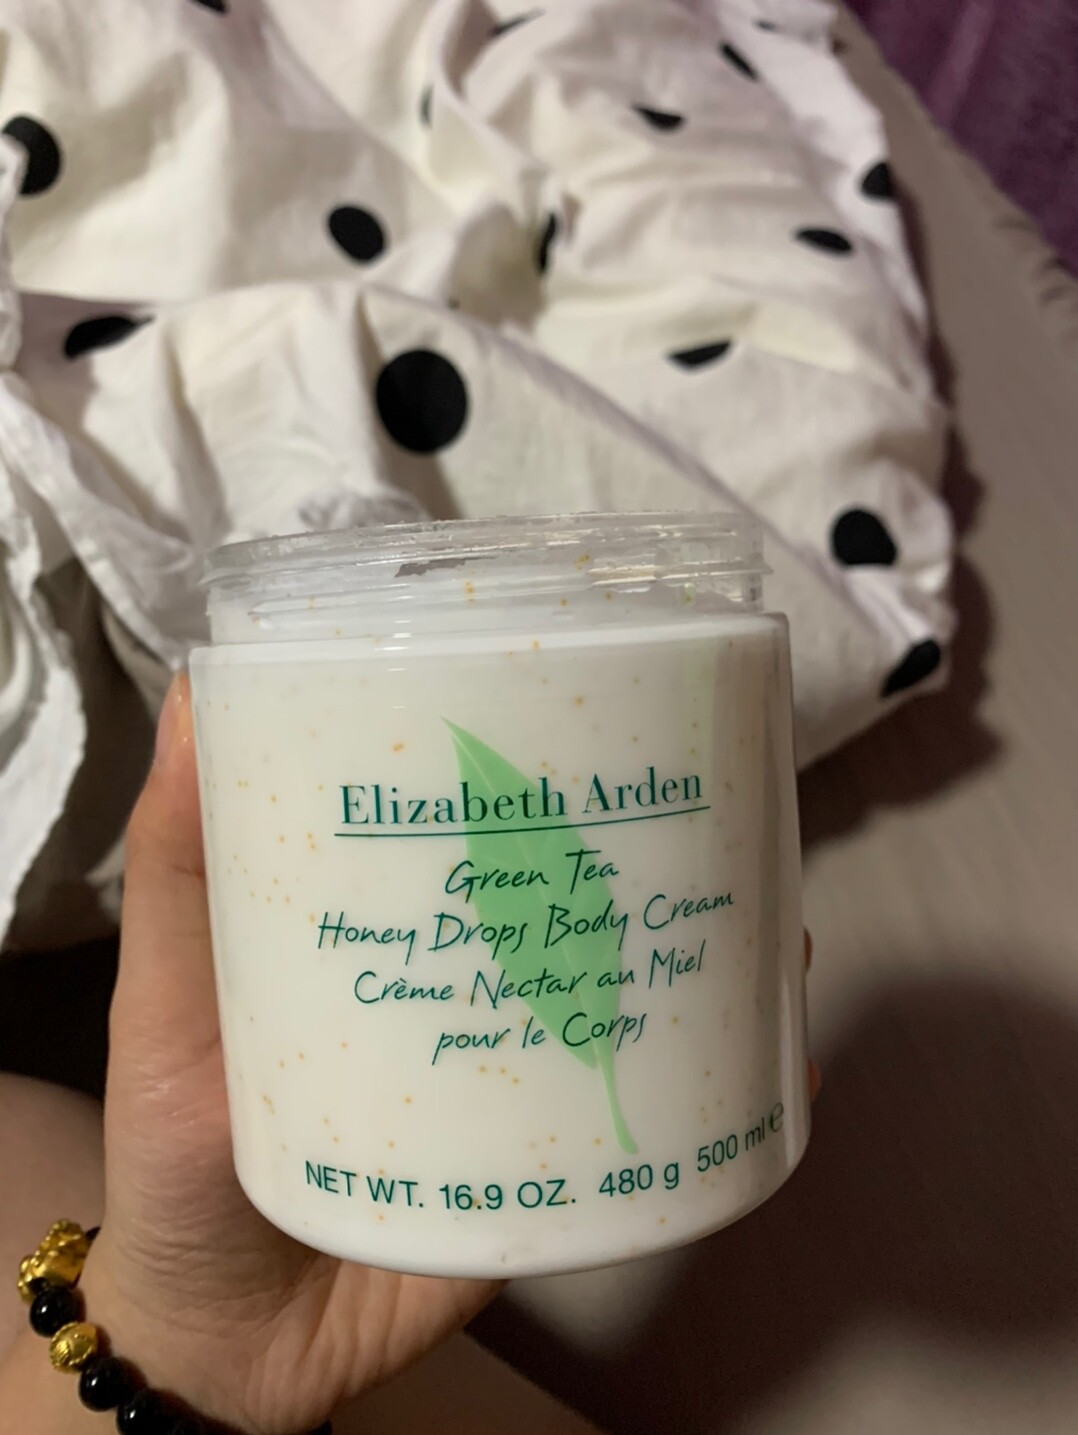 Elizabeth Arden
Green Tea
Honey Drops Body Cream
Crème Nectar au Miel
pour le Corps
NET WT. 16.9 OZ. 480 g 500 ml ℮